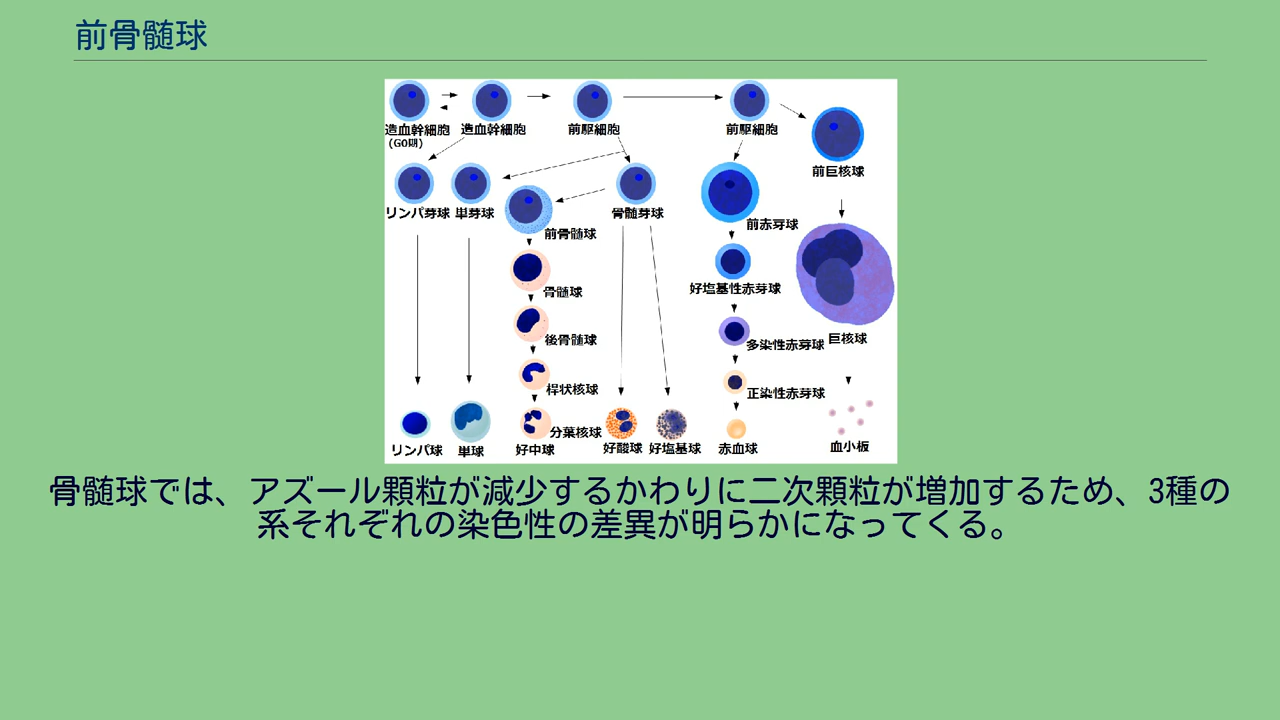 前骨髄球
造血幹細胞
(G0期)
造血幹細胞
前駆細胞
前駆細胞
前巨核球
リンパ芽球
単芽球
前骨髄球
骨髄芽球
前赤芽球
骨髄球
好塩基性赤芽球
後骨髄球
多染性赤芽球
巨核球
桿状核球
正染性赤芽球
分葉核球
リンパ球
単球
好中球
好酸球
好塩基球
赤血球
血小板
骨髄球では、アズール顆粒が減少するかわりに二次顆粒が増加するため、3種の
系それぞれの染色性の差異が明らかになってくる。